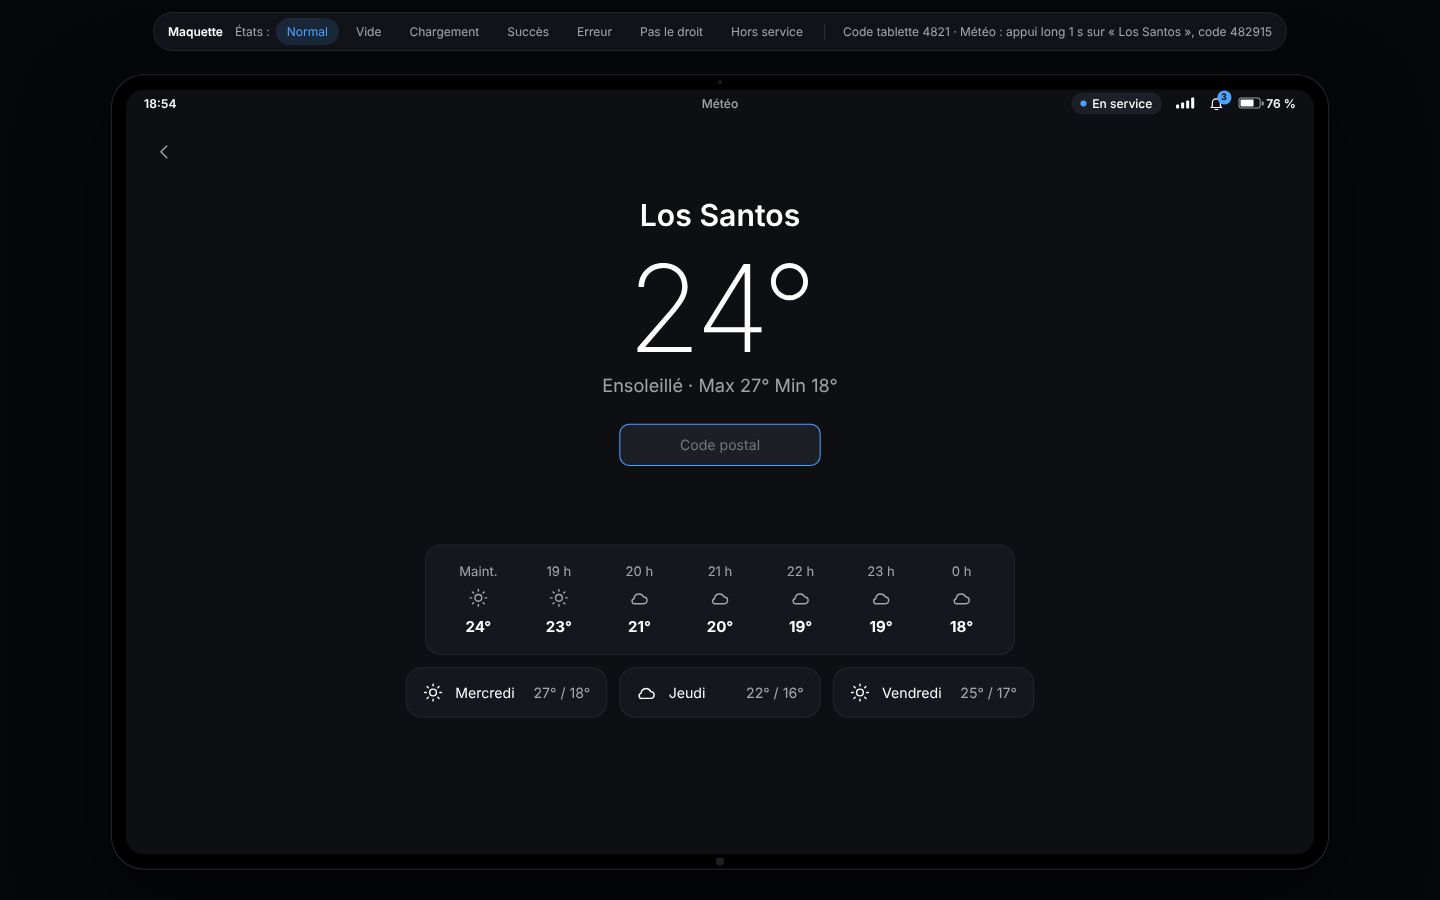 Maquette États : Normal Vide Chargement Succès Erreur Pas le droit Hors service Code tablette 4821 · Météo : appui long 1 s sur « Los Santos », code 482915
18:54 Météo En service 3 76 %
Los Santos
24°
Ensoleillé · Max 27° Min 18°
Code postal
Maint. 19 h 20 h 21 h 22 h 23 h 0 h
24° 23° 21° 20° 19° 19° 18°
Mercredi 27° / 18° Jeudi 22° / 16° Vendredi 25° / 17°